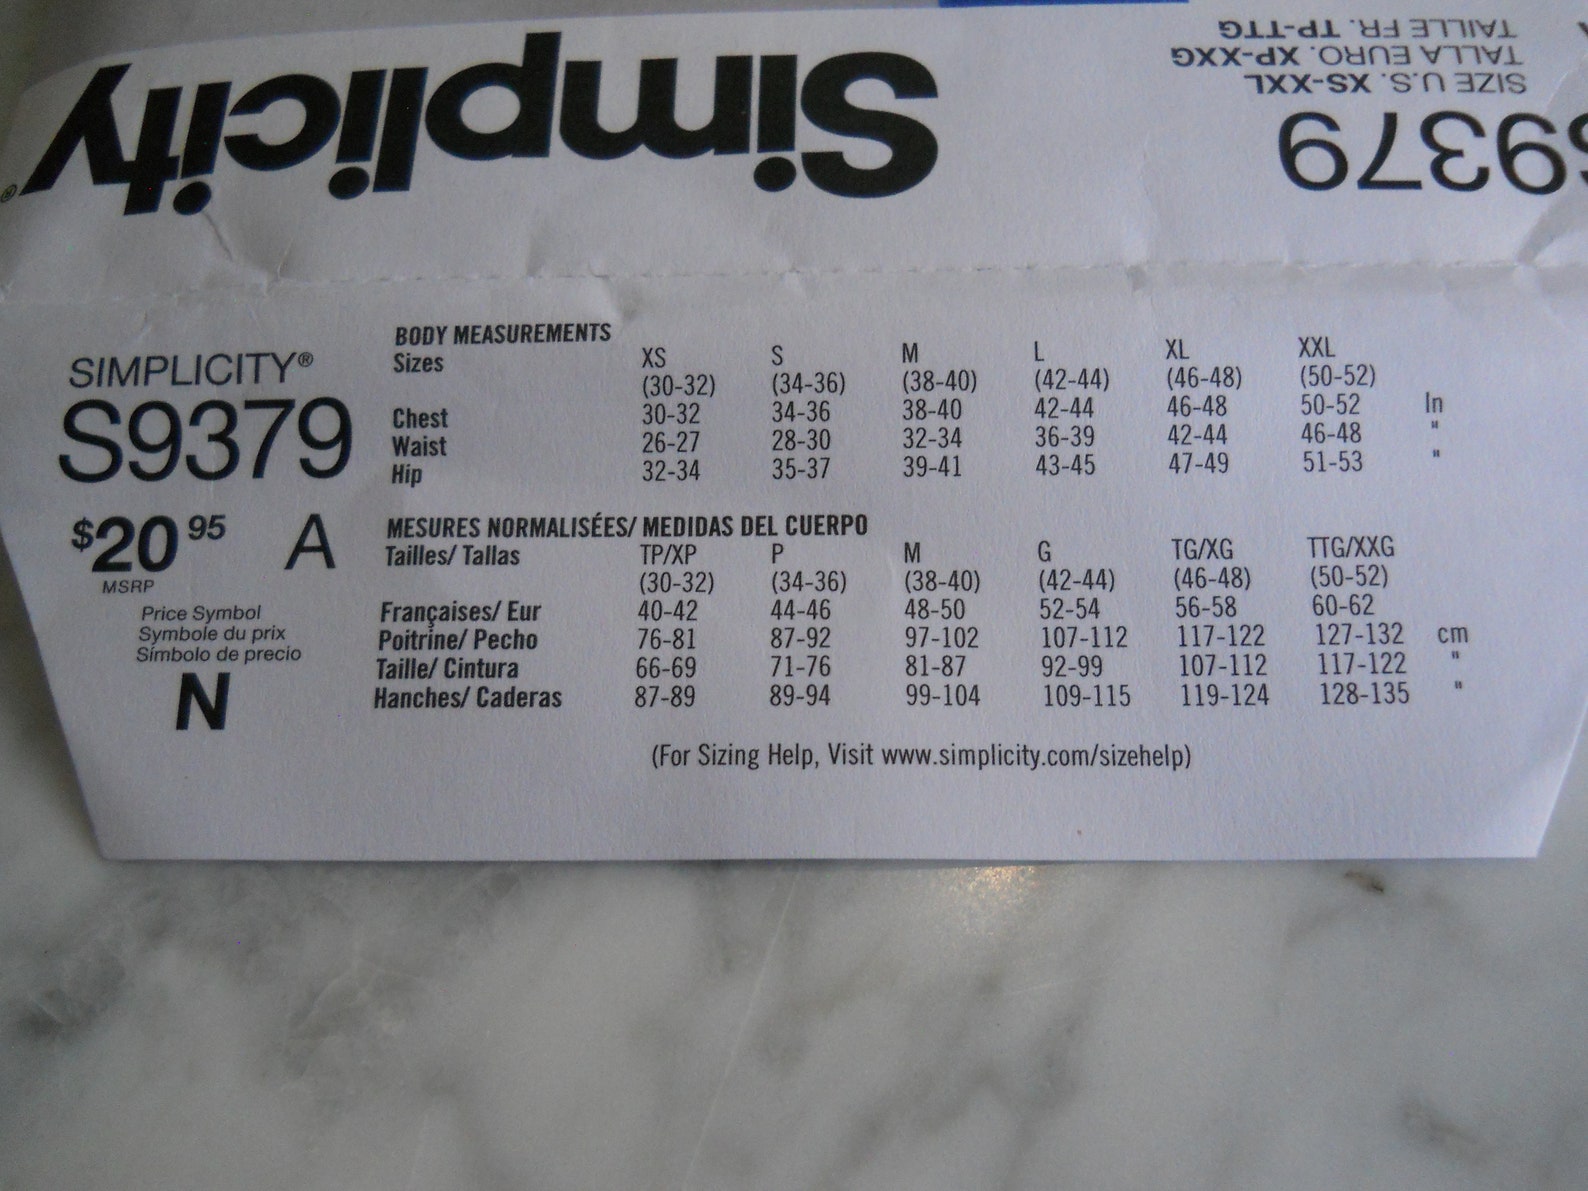 Simplicity®
S9379
SIZE U.S. XS-XXL
TALLA EURO. XP-XXG
TAILLE FR. TP-TTG
SIMPLICITY®
S9379
$20 95 A
MSRP
Price Symbol
Symbole du prix
Símbolo de precio
N
BODY MEASUREMENTS
Sizes XS S M L XL XXL
(30-32) (34-36) (38-40) (42-44) (46-48) (50-52)
Chest 30-32 34-36 38-40 42-44 46-48 50-52 In
Waist 26-27 28-30 32-34 36-39 42-44 46-48 "
Hip 32-34 35-37 39-41 43-45 47-49 51-53 "
MESURES NORMALISÉES/ MEDIDAS DEL CUERPO
Tailles/ Tallas TP/XP P M G TG/XG TTG/XXG
(30-32) (34-36) (38-40) (42-44) (46-48) (50-52)
Françaises/ Eur 40-42 44-46 48-50 52-54 56-58 60-62
Poitrine/ Pecho 76-81 87-92 97-102 107-112 117-122 127-132 cm
Taille/ Cintura 66-69 71-76 81-87 92-99 107-112 117-122 "
Hanches/ Caderas 87-89 89-94 99-104 109-115 119-124 128-135 "
(For Sizing Help, Visit www.simplicity.com/sizehelp)